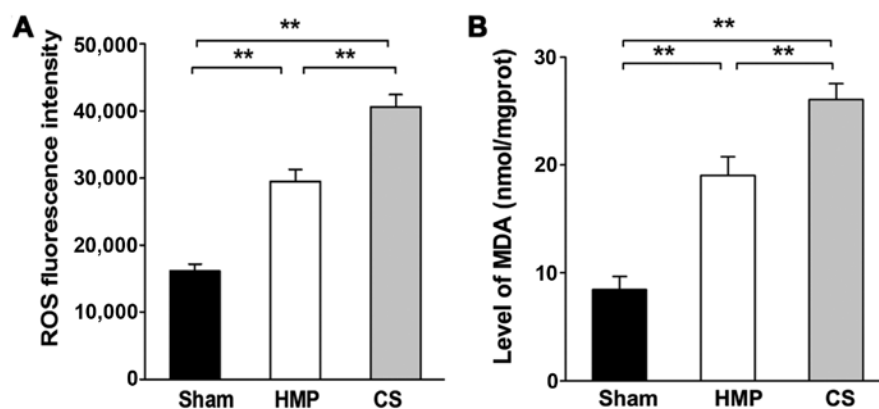 A
ROS fluorescence intensity
50,000
40,000
30,000
20,000
10,000
0
**
**
**
Sham
HMP
CS
B
Level of MDA (nmol/mgprot)
30
20
10
0
**
**
**
Sham
HMP
CS